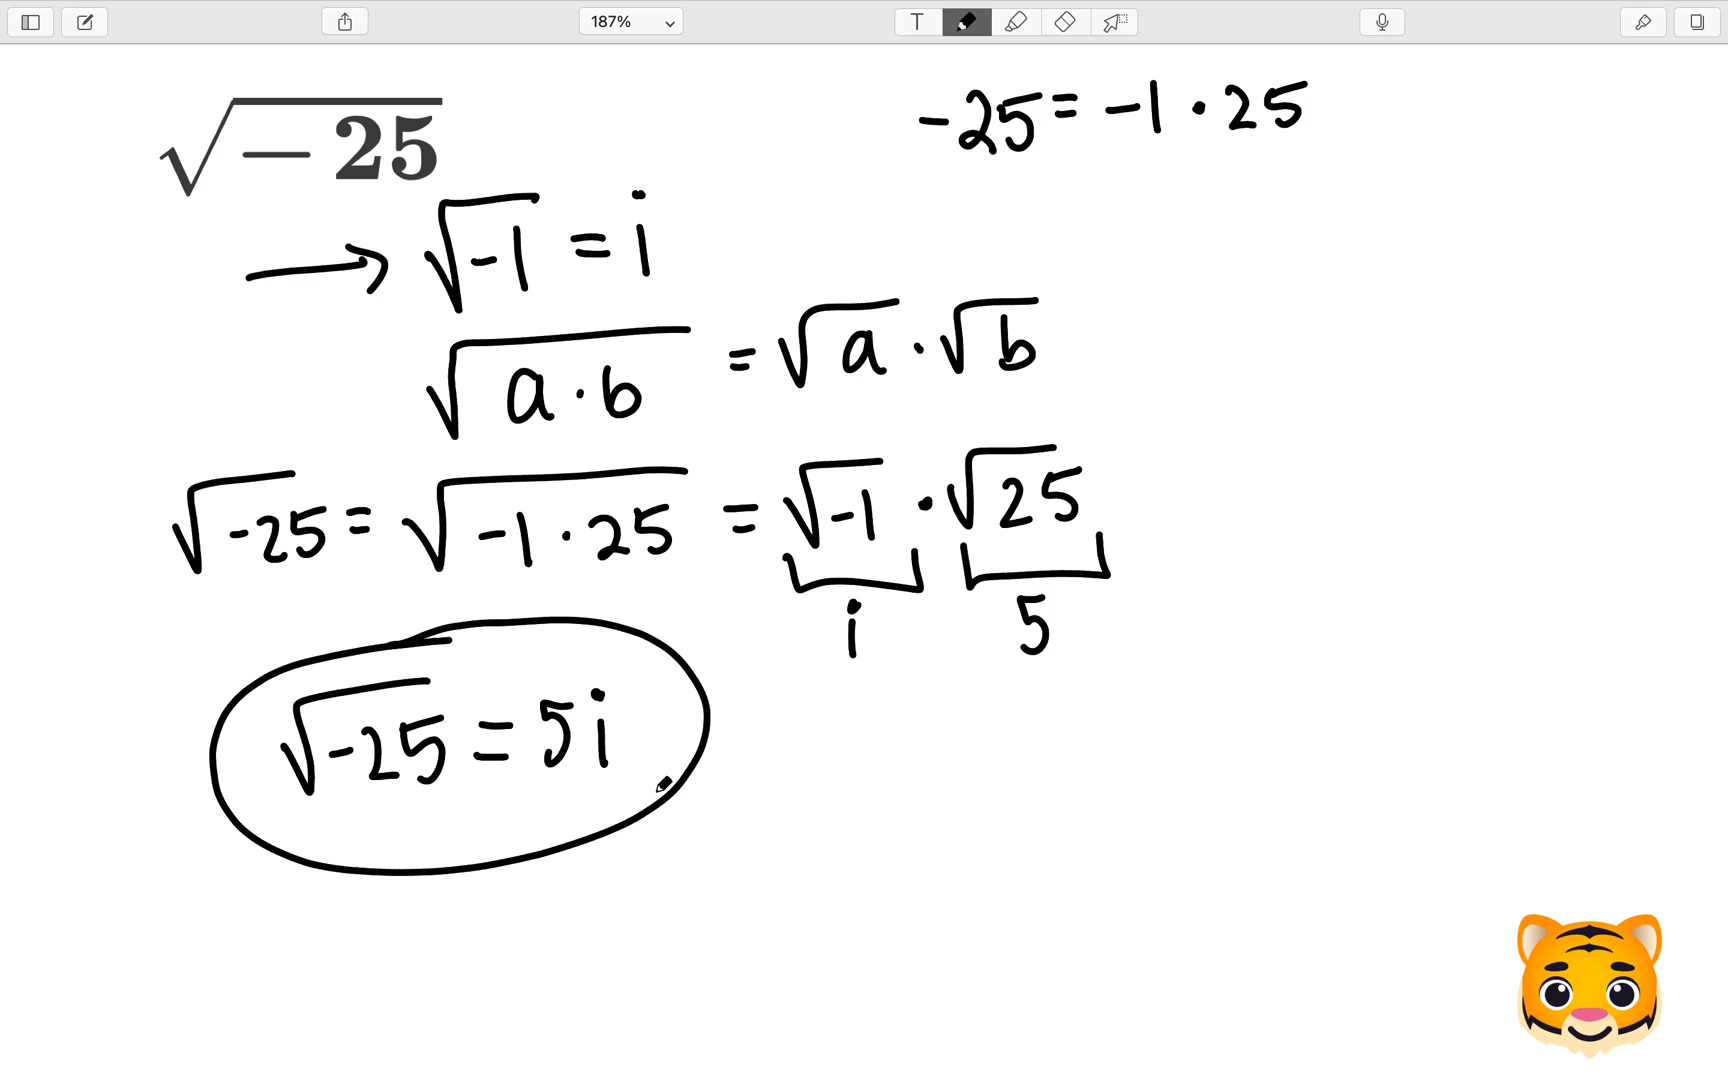 187%
T
√-25
-25 = -1 · 25
→ √-1 = i
√a · b = √a · √b
√-25 = √-1 · 25 = √-1 · √25
i 5
√-25 = 5i